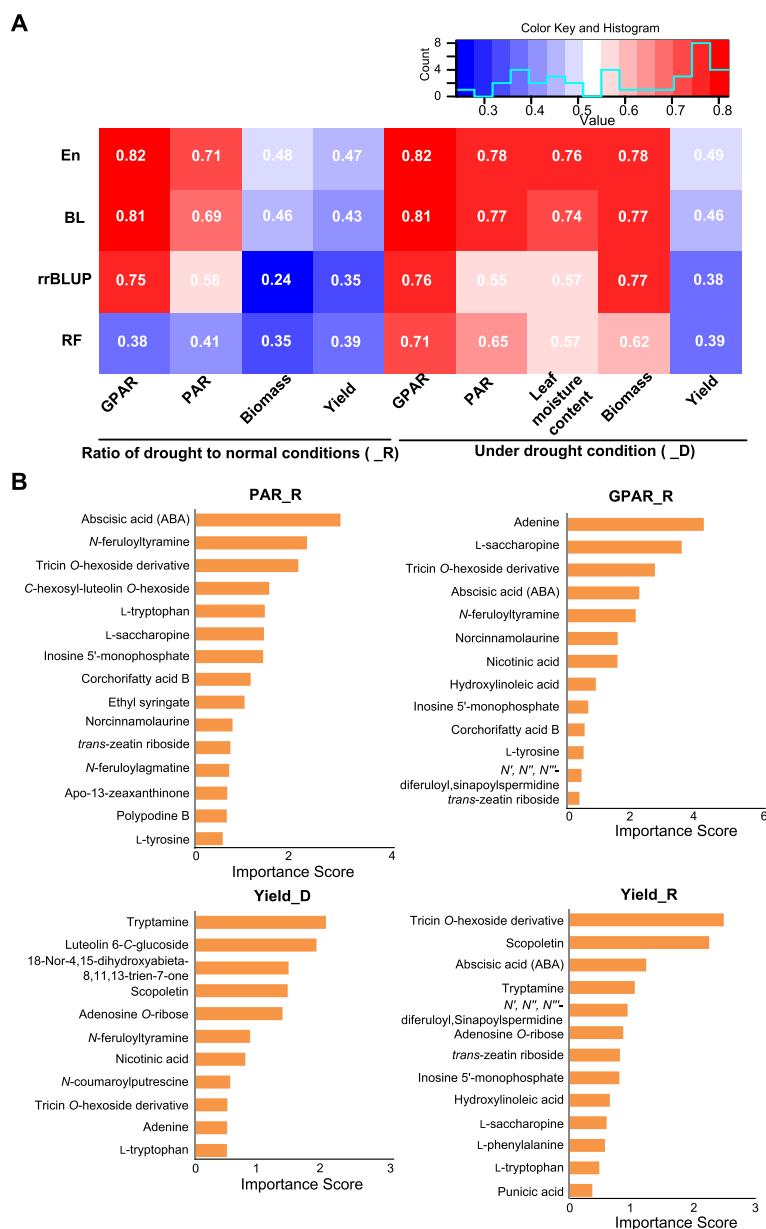 A
Color Key and Histogram
Count
8
4
0
0.3 0.4 0.5 0.6 0.7 0.8
Value
En 0.82 0.71 0.48 0.47 0.82 0.78 0.76 0.78 0.49
BL 0.81 0.69 0.46 0.43 0.81 0.77 0.74 0.77 0.46
rrBLUP 0.75 0.58 0.24 0.35 0.76 0.55 0.57 0.77 0.38
RF 0.38 0.41 0.35 0.39 0.71 0.65 0.57 0.62 0.39
GPAR
PAR
Biomass
Yield
GPAR
PAR
Leaf
moisture
content
Biomass
Yield
Ratio of drought to normal conditions ( _R)
Under drought condition ( _D)
B
PAR_R
Abscisic acid (ABA)
N-feruloyltyramine
Tricin O-hexoside derivative
C-hexosyl-luteolin O-hexoside
L-tryptophan
L-saccharopine
Inosine 5'-monophosphate
Corchorifatty acid B
Ethyl syringate
Norcinnamolaurine
trans-zeatin riboside
N-feruloylagmatine
Apo-13-zeaxanthinone
Polypodine B
L-tyrosine
0 2 4
Importance Score
GPAR_R
Adenine
L-saccharopine
Tricin O-hexoside derivative
Abscisic acid (ABA)
N-feruloyltyramine
Norcinnamolaurine
Nicotinic acid
Hydroxylinoleic acid
Inosine 5'-monophosphate
Corchorifatty acid B
L-tyrosine
N', N'', N'''-
diferuloyl,sinapoylspermidine
trans-zeatin riboside
0 2 4 6
Importance Score
Yield_D
Tryptamine
Luteolin 6-C-glucoside
18-Nor-4,15-dihydroxyabieta-
8,11,13-trien-7-one
Scopoletin
Adenosine O-ribose
N-feruloyltyramine
Nicotinic acid
N-coumaroylputrescine
Tricin O-hexoside derivative
Adenine
L-tryptophan
0 1 2 3
Importance Score
Yield_R
Tricin O-hexoside derivative
Scopoletin
Abscisic acid (ABA)
Tryptamine
N', N'', N'''-
diferuloyl,Sinapoylspermidine
Adenosine O-ribose
trans-zeatin riboside
Inosine 5'-monophosphate
Hydroxylinoleic acid
L-saccharopine
L-phenylalanine
L-tryptophan
Punicic acid
0 1 2 3
Importance Score